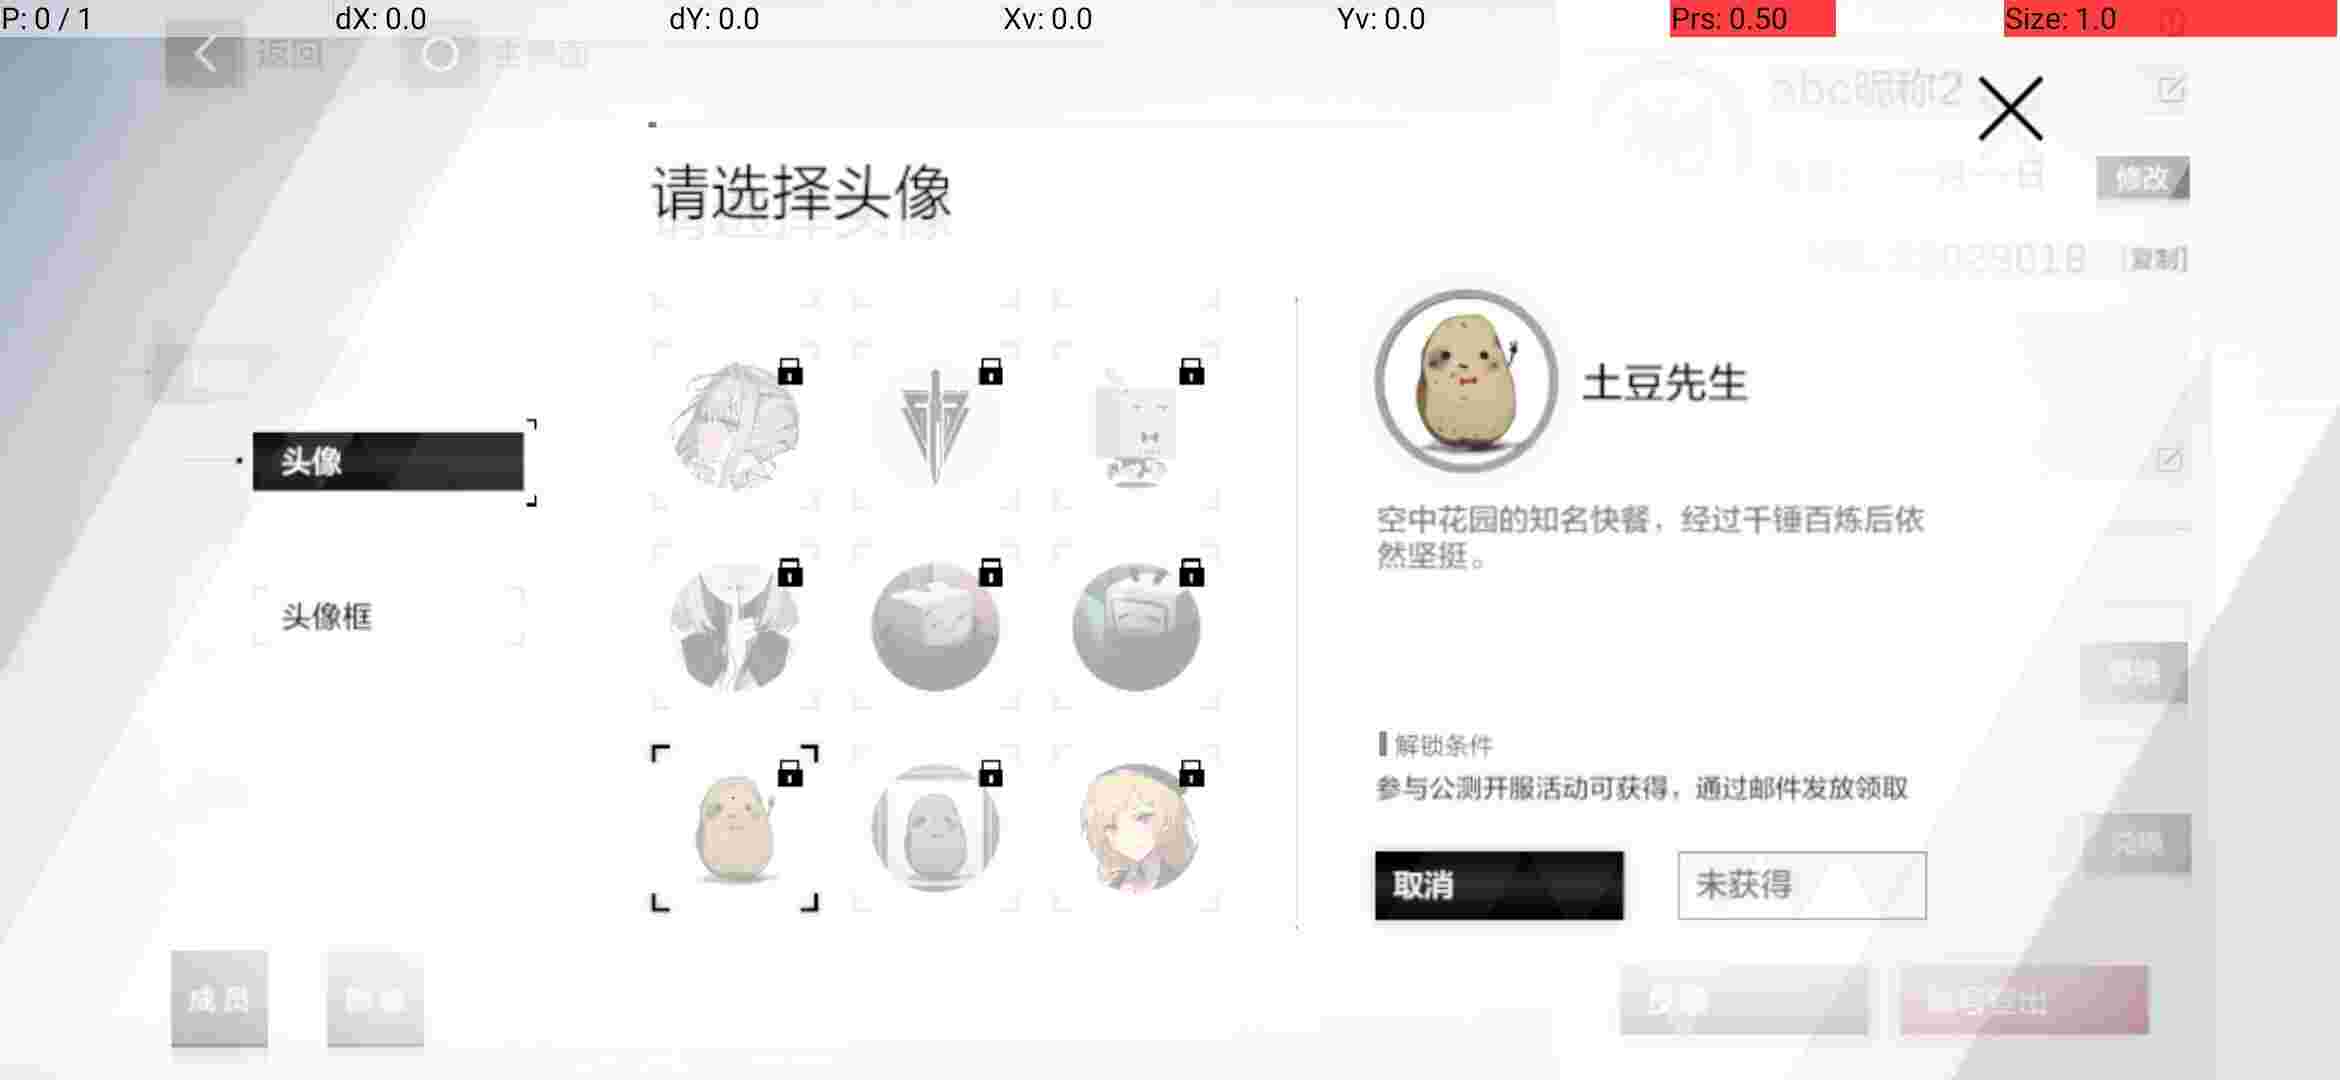 P: 0 / 1 dX: 0.0 dY: 0.0 Xv: 0.0 Yv: 0.0 Prs: 0.50 Size: 1.0
返回 主界面
abc昵称2
请选择头像
修改
029018 [复制]
土豆先生
头像
空中花园的知名快餐，经过千锤百炼后依
然坚挺。
头像框
解锁条件
参与公测开服活动可获得，通过邮件发放领取
取消 未获得
成员